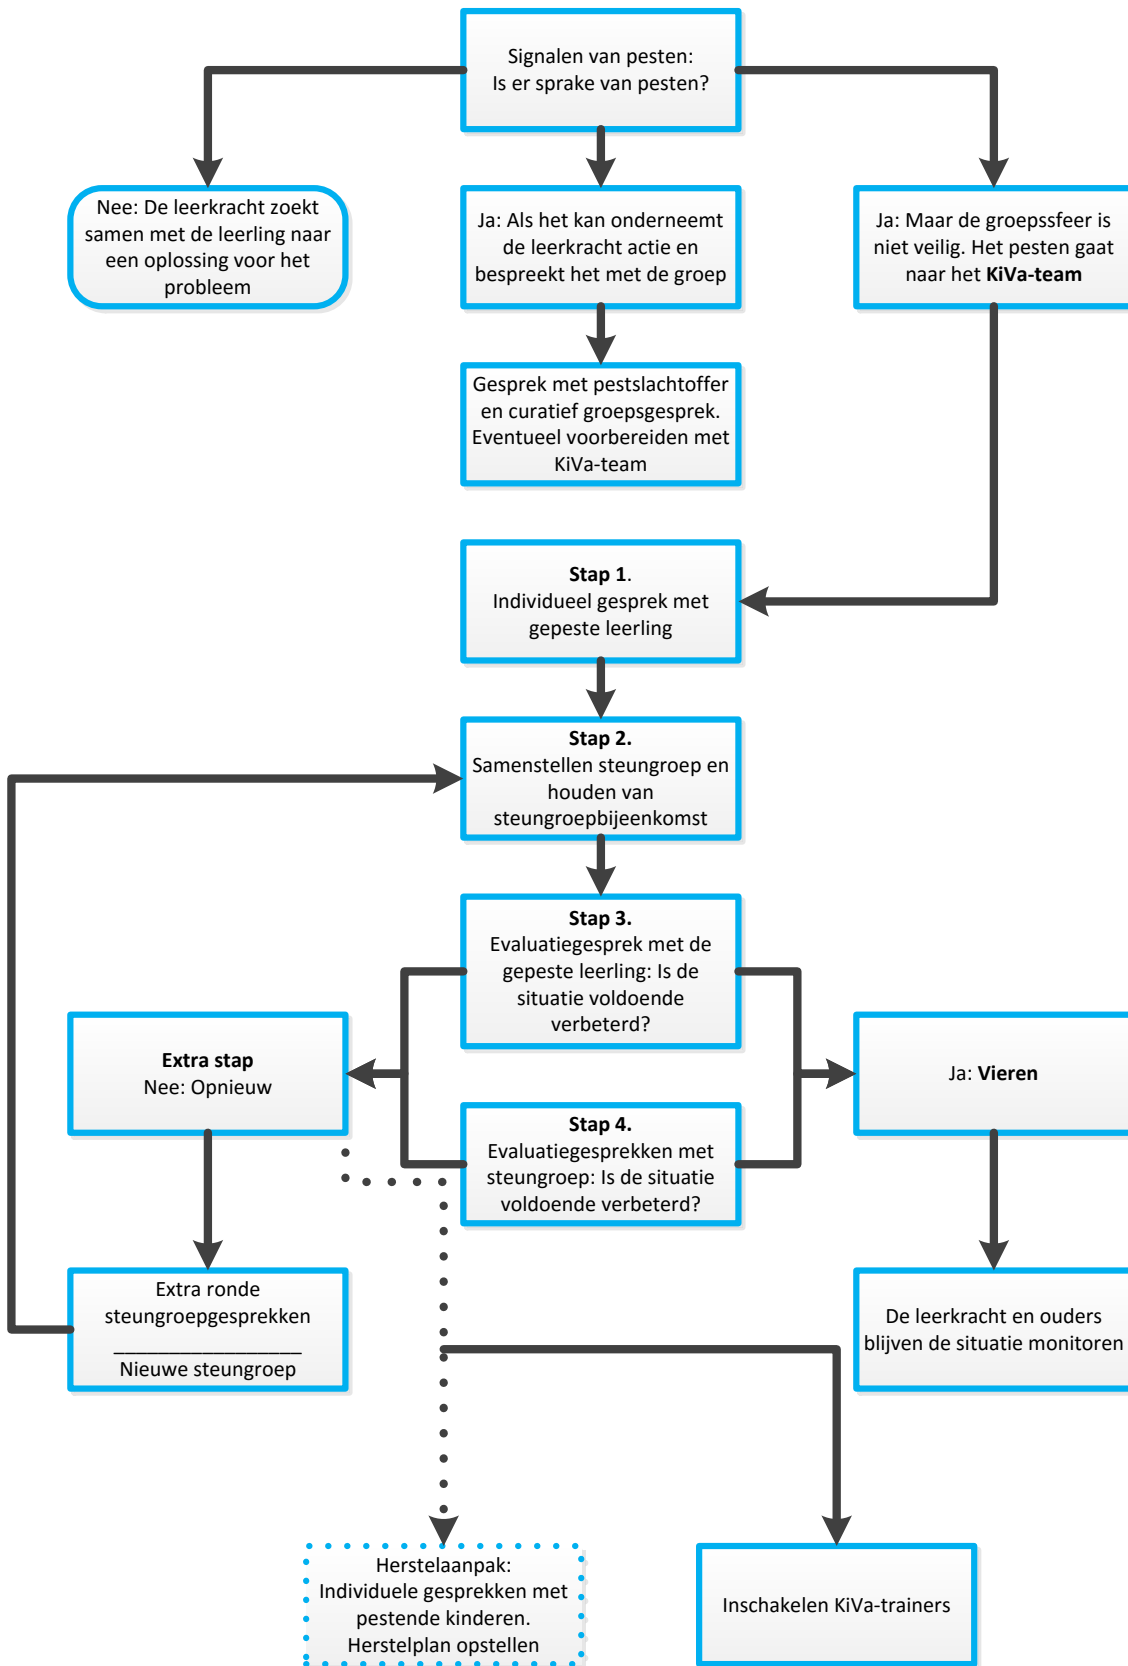 Signalen van pesten:
Is er sprake van pesten?
Nee: De leerkracht zoekt
samen met de leerling naar
een oplossing voor het
probleem
Ja: Als het kan onderneemt
de leerkracht actie en
bespreekt het met de groep
Ja: Maar de groepssfeer is
niet veilig. Het pesten gaat
naar het KiVa-team
Gesprek met pestslachtoffer
en curatief groepsgesprek.
Eventueel voorbereiden met
KiVa-team
Stap 1.
Individueel gesprek met
gepeste leerling
Stap 2.
Samenstellen steungroep en
houden van
steungroepbijeenkomst
Stap 3.
Evaluatiegesprek met de
gepeste leerling: Is de
situatie voldoende
verbeterd?
Extra stap
Nee: Opnieuw
Ja: Vieren
Stap 4.
Evaluatiegesprekken met
steungroep: Is de situatie
voldoende verbeterd?
Extra ronde
steungroepgesprekken
_________________
Nieuwe steungroep
De leerkracht en ouders
blijven de situatie monitoren
Herstelaanpak:
Individuele gesprekken met
pestende kinderen.
Herstelplan opstellen
Inschakelen KiVa-trainers